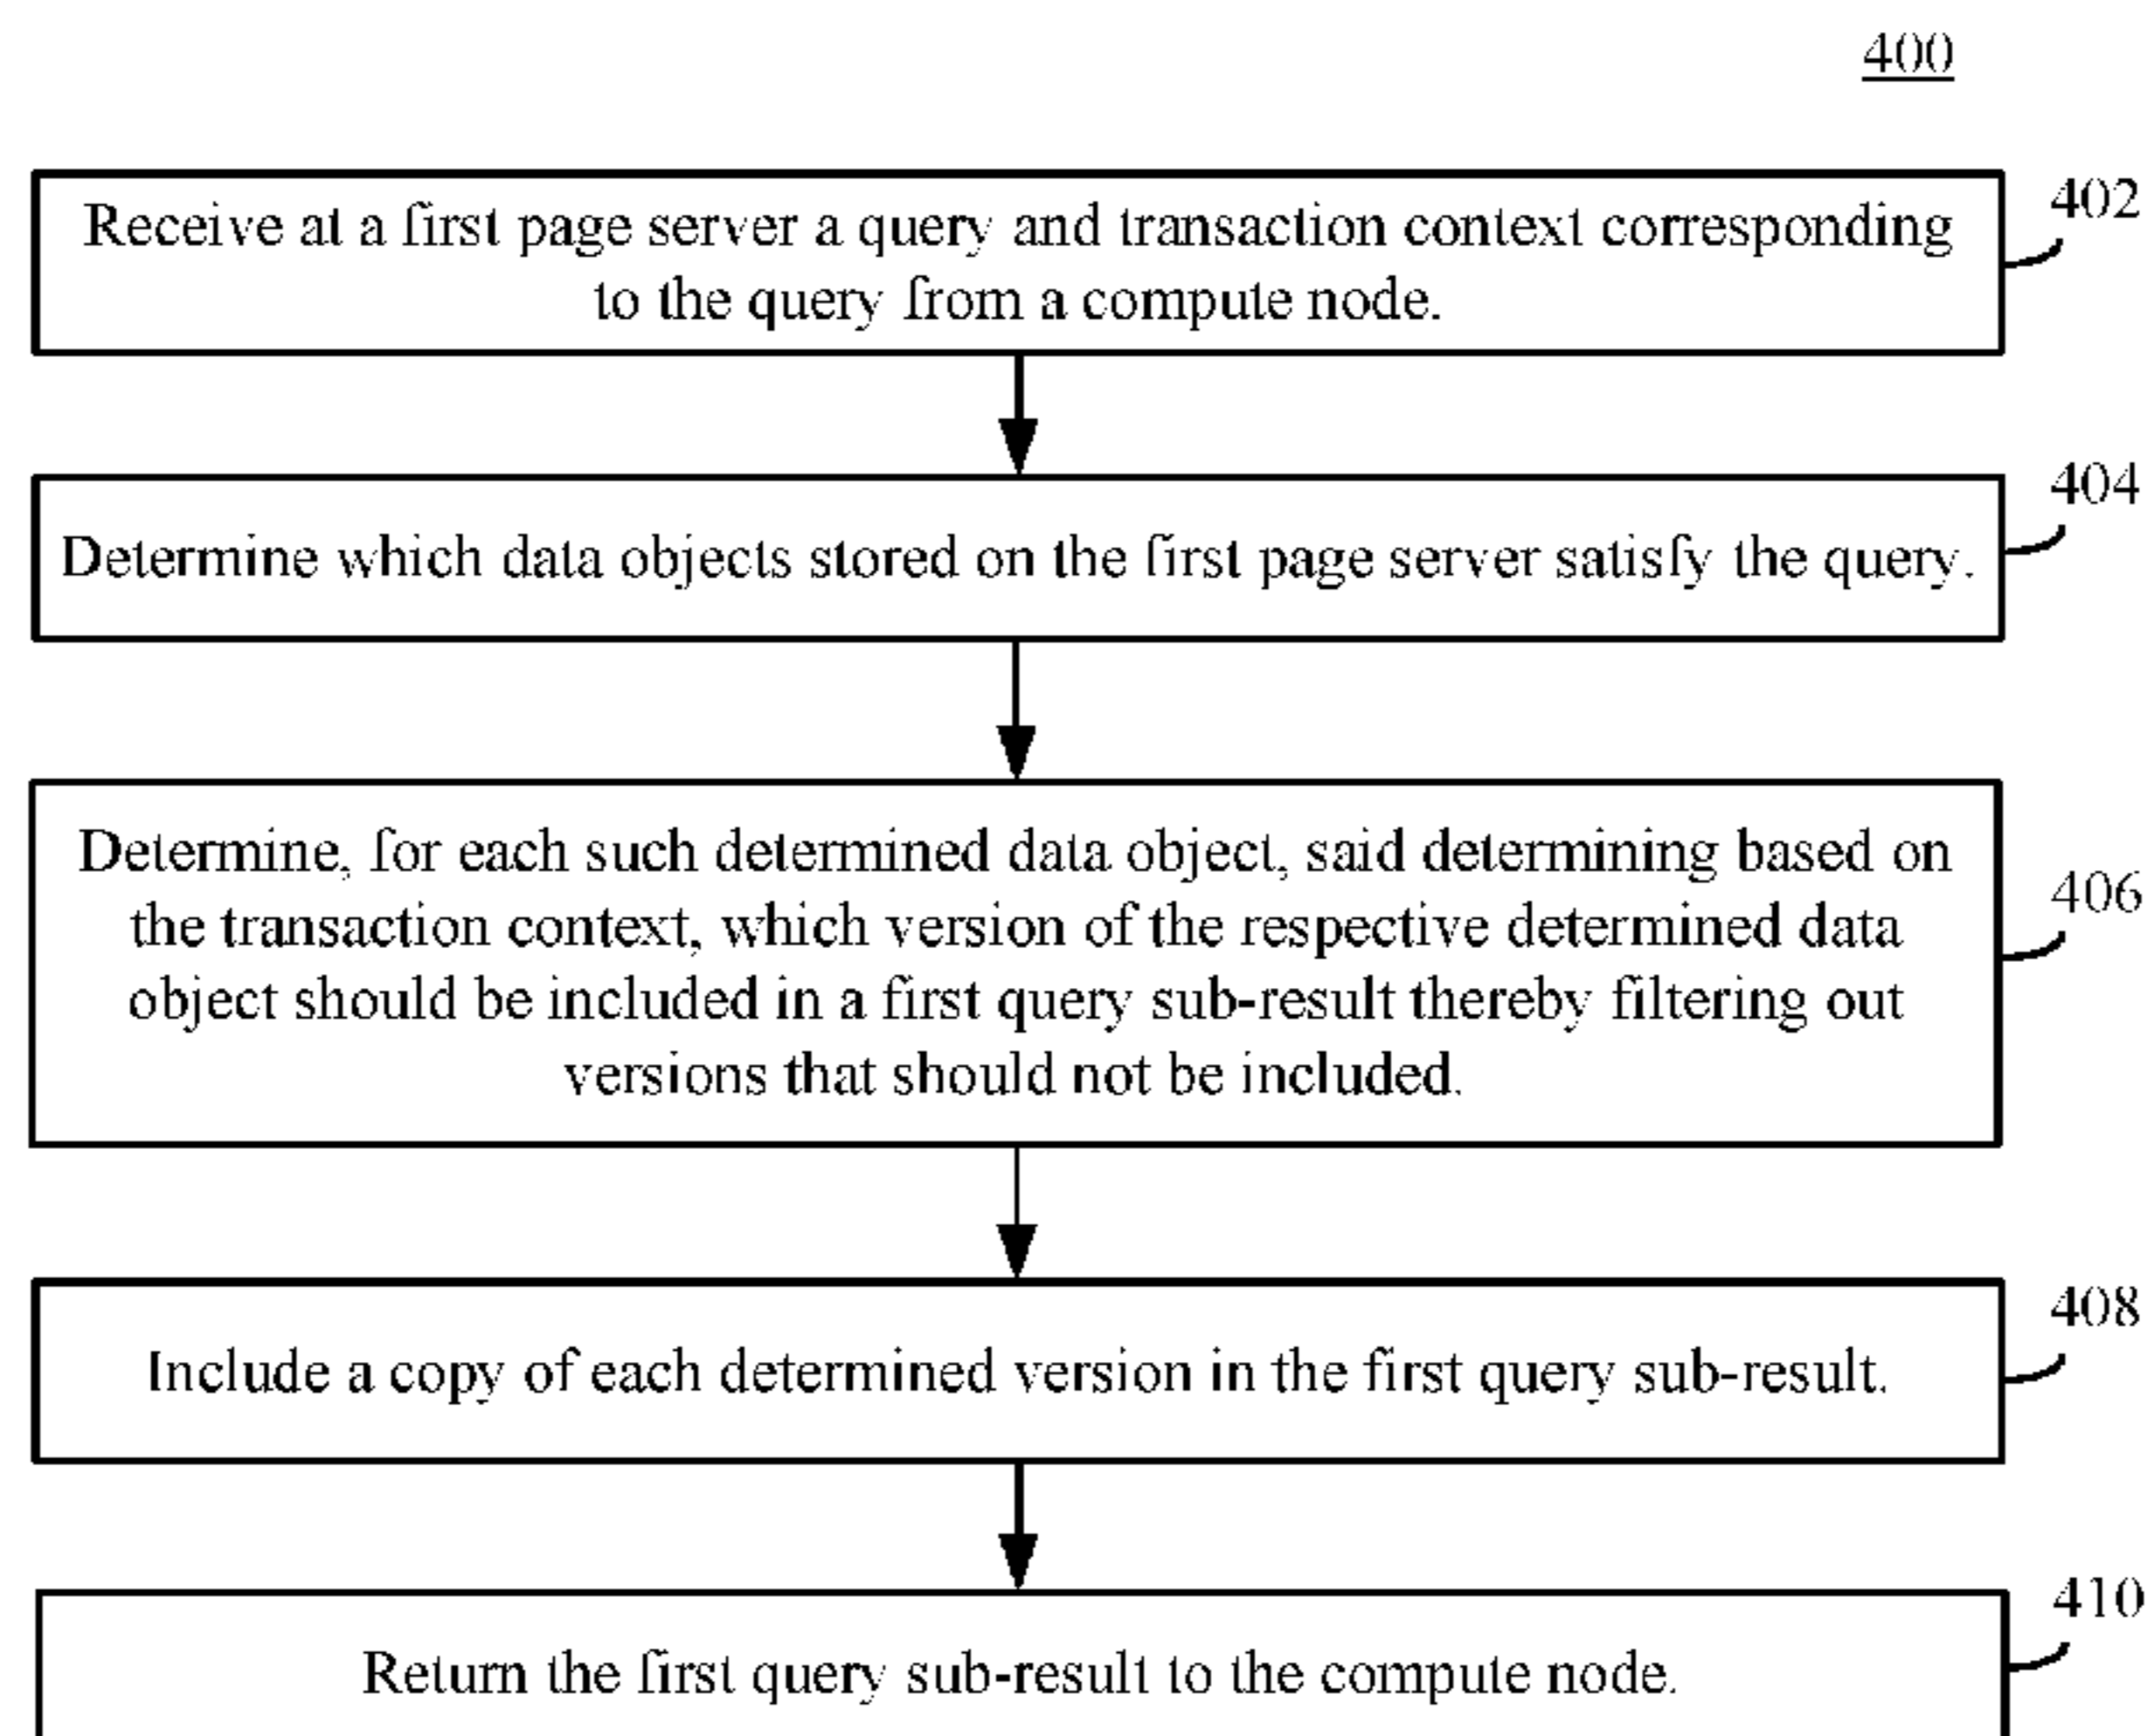 400
Receive at a first page server a query and transaction context corresponding
to the query from a compute node.
402
Determine which data objects stored on the first page server satisfy the query.
404
Determine, for each such determined data object, said determining based on
the transaction context, which version of the respective determined data
object should be included in a first query sub-result thereby filtering out
versions that should not be included.
406
Include a copy of each determined version in the first query sub-result.
408
Return the first query sub-result to the compute node.
410